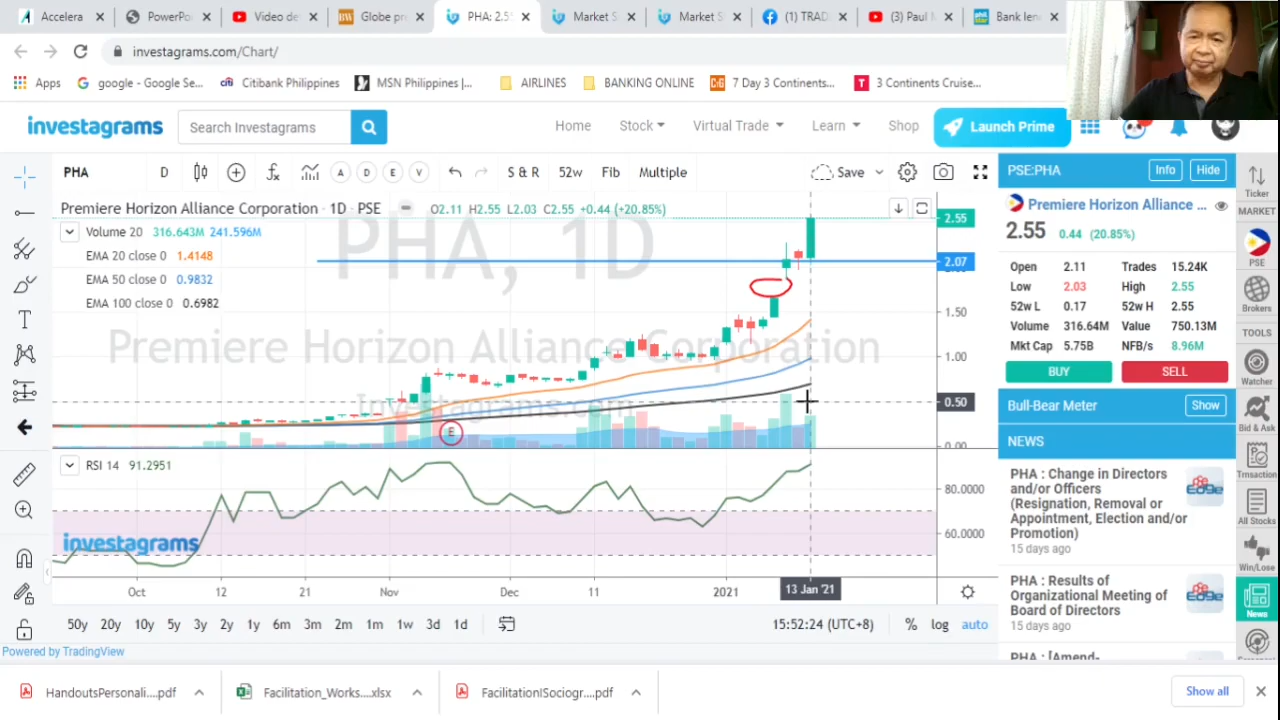 Accelera
PowerPo
Video de
Globe pr
PHA: 2.5
Market S
Market S
(1) TRAD
(3) Paul M
Bank len
investagrams.com/Chart/
Apps
google - Google Se...
Citibank Philippines
MSN Philippines |...
AIRLINES
BANKING ONLINE
7 Day 3 Continents...
3 Continents Cruise...
investagrams
Search Investagrams
Home
Stock
Virtual Trade
Learn
Shop
Launch Prime
PHA
D
A
D
E
V
S & R
52w
Fib
Multiple
Save
PSE:PHA
Info
Hide
Ticker
MARKET
Premiere Horizon Alliance Corporation · 1D · PSE
O2.11 H2.55 L2.03 C2.55 +0.44 (+20.85%)
Volume 20 316.643M 241.596M
EMA 20 close 0 1.4148
EMA 50 close 0 0.9832
EMA 100 close 0 0.6982
PHA, 1D
Premiere Horizon Alliance Corporation
Investagrams.com
E
2.55
2.07
1.50
1.00
0.50
0.00
RSI 14 91.2951
80.0000
60.0000
investagrams
Oct
12
21
Nov
Dec
11
2021
13 Jan '21
50y
20y
10y
5y
3y
2y
1y
6m
3m
2m
1m
1w
3d
1d
15:52:24 (UTC+8)
%
log
auto
Powered by TradingView
Premiere Horizon Alliance ...
2.55 0.44 (20.85%)
Open 2.11 Trades 15.24K
Low 2.03 High 2.55
52w L 0.17 52w H 2.55
Volume 316.64M Value 750.13M
Mkt Cap 5.75B NFB/s 8.96M
BUY
SELL
Bull-Bear Meter
Show
NEWS
PHA : Change in Directors
and/or Officers
(Resignation, Removal or
Appointment, Election and/or
Promotion)
15 days ago
EDGE
PHA : Results of
Organizational Meeting of
Board of Directors
15 days ago
EDGE
PHA : [Amend-
PSE
Brokers
TOOLS
Watcher
Bid & Ask
Trnsaction
All Stocks
Win/Lose
News
HandoutsPersonali....pdf
Facilitation_Works....xlsx
FacilitationISociogr....pdf
Show all